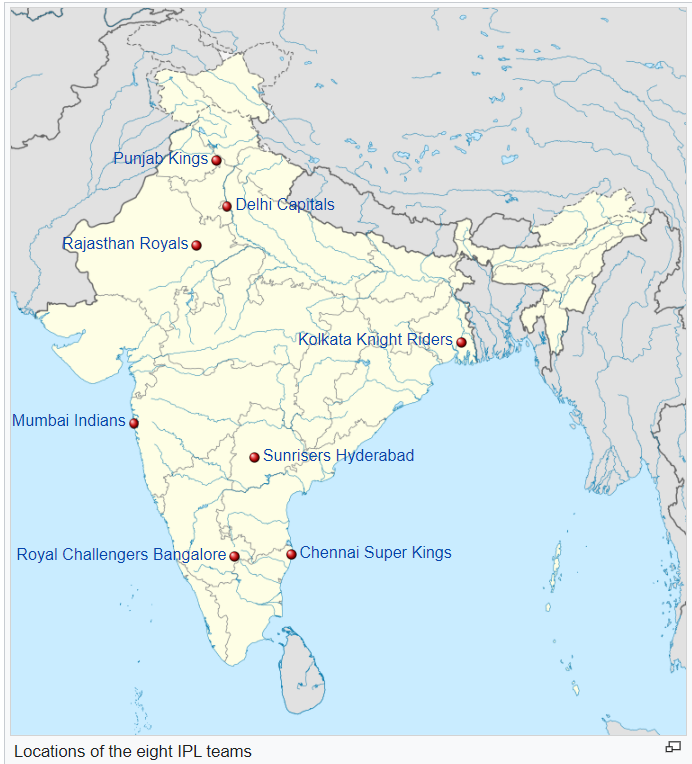 Punjab Kings
Delhi Capitals
Rajasthan Royals
Kolkata Knight Riders
Mumbai Indians
Sunrisers Hyderabad
Royal Challengers Bangalore
Chennai Super Kings
Locations of the eight IPL teams